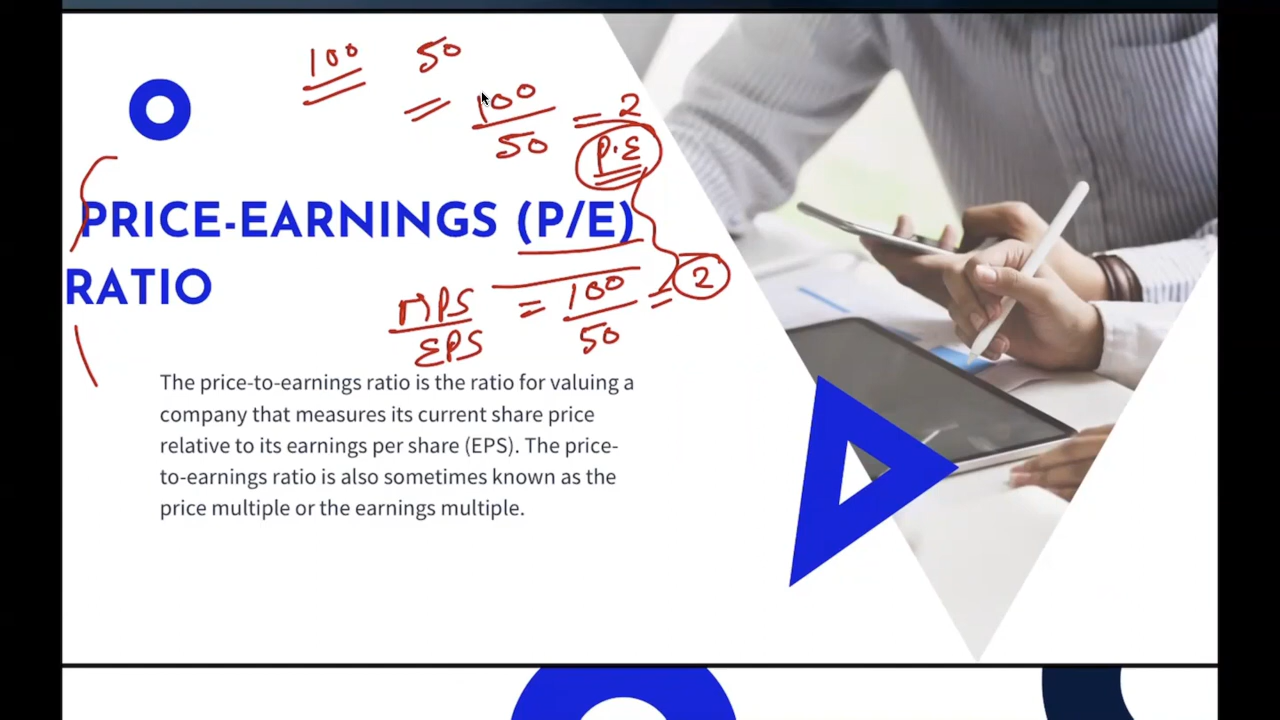 100 50
= 100/50 = 2
P.E
PRICE-EARNINGS (P/E)
RATIO
MPS/EPS = 100/50 = 2
The price-to-earnings ratio is the ratio for valuing a
company that measures its current share price
relative to its earnings per share (EPS). The price-
to-earnings ratio is also sometimes known as the
price multiple or the earnings multiple.